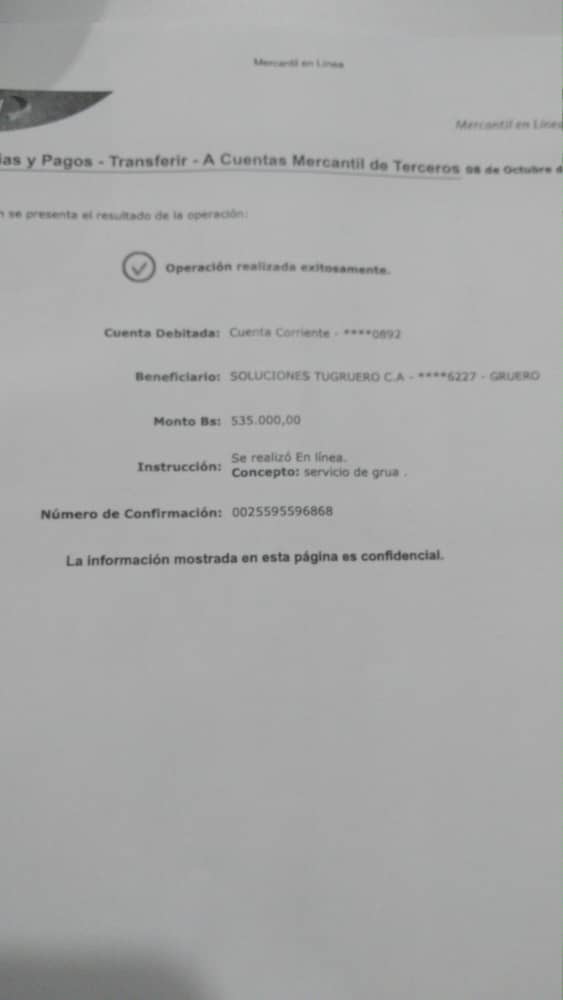 Mercantil en Línea
Mercantil en Línea
ias y Pagos - Transferir - A Cuentas Mercantil de Terceros 08 de Octubre d
n se presenta el resultado de la operación:
Operación realizada exitosamente.
Cuenta Debitada: Cuenta Corriente - ****0892
Beneficiario: SOLUCIONES TUGRUERO C.A - ****6227 - GRUERO
Monto Bs: 535.000,00
Instrucción: Se realizó En línea.
Concepto: servicio de grua .
Número de Confirmación: 0025595596868
La información mostrada en esta página es confidencial.